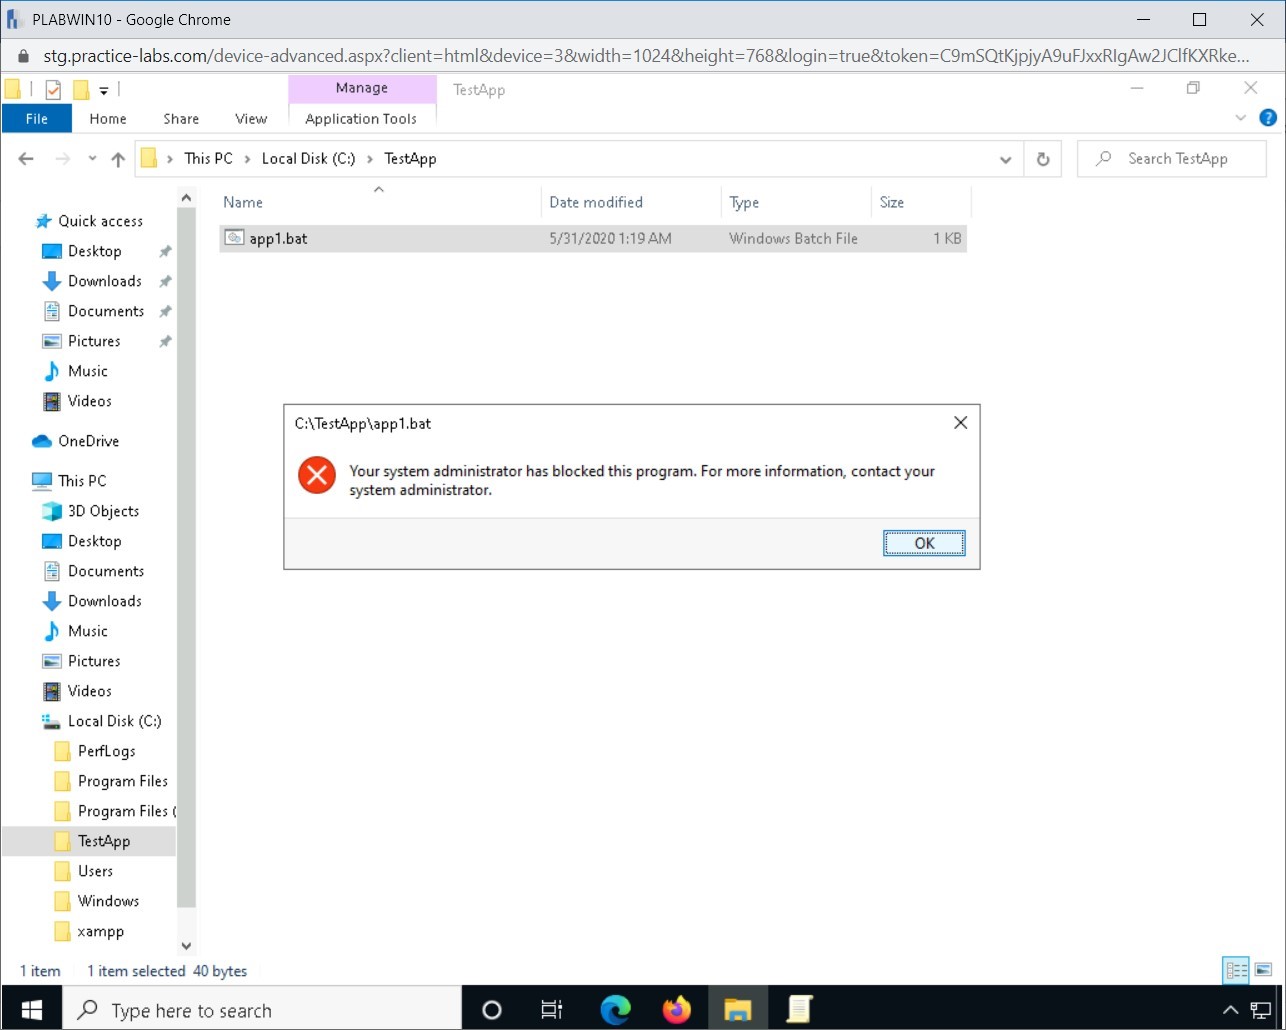 PLABWIN10 - Google Chrome
stg.practice-labs.com/device-advanced.aspx?client=html&device=3&width=1024&height=768&login=true&token=C9mSQtKjpjyA9uFJxxRIgAw2JClfKXRke...
Manage
TestApp
File Home Share View Application Tools
This PC > Local Disk (C:) > TestApp
Search TestApp
Name Date modified Type Size
app1.bat 5/31/2020 1:19 AM Windows Batch File 1 KB
Quick access
Desktop
Downloads
Documents
Pictures
Music
Videos
OneDrive
This PC
3D Objects
Desktop
Documents
Downloads
Music
Pictures
Videos
Local Disk (C:)
PerfLogs
Program Files
Program Files (
TestApp
Users
Windows
xampp
C:\TestApp\app1.bat
Your system administrator has blocked this program. For more information, contact your
system administrator.
OK
1 item 1 item selected 40 bytes
Type here to search